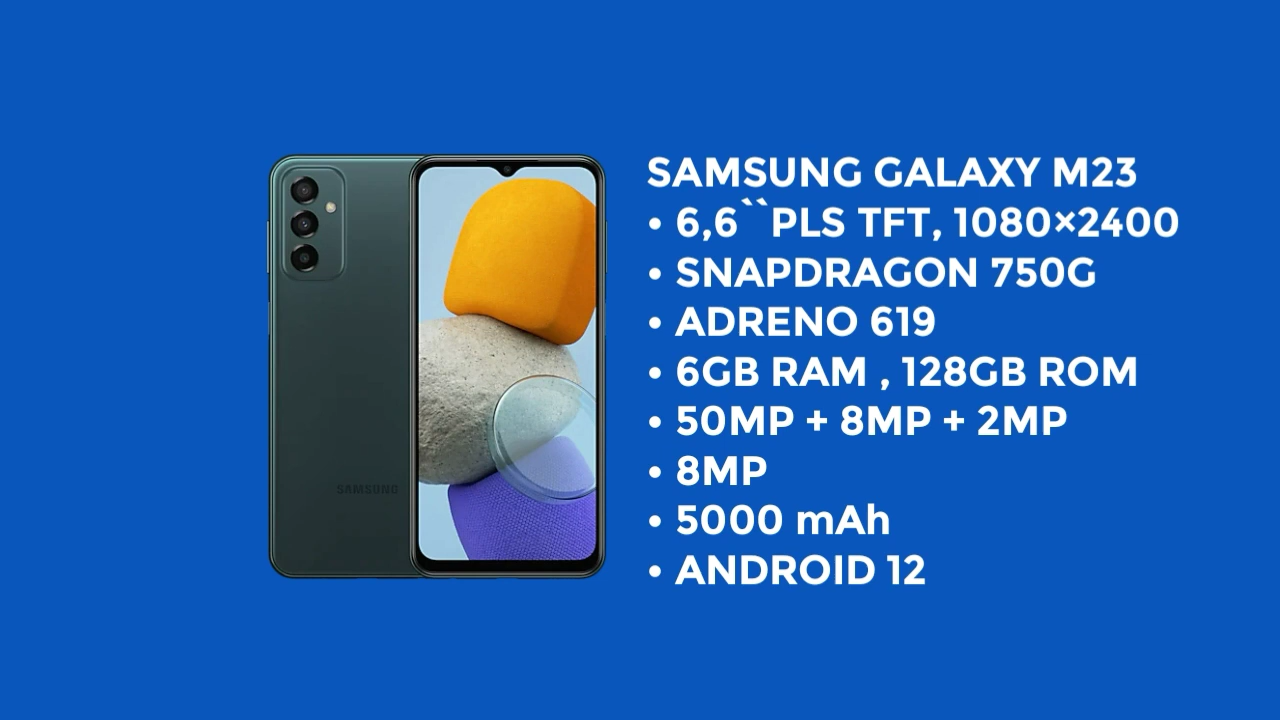 SAMSUNG GALAXY M23
• 6,6``PLS TFT, 1080×2400
• SNAPDRAGON 750G
• ADRENO 619
• 6GB RAM , 128GB ROM
• 50MP + 8MP + 2MP
• 8MP
• 5000 mAh
• ANDROID 12
SAMSUNG